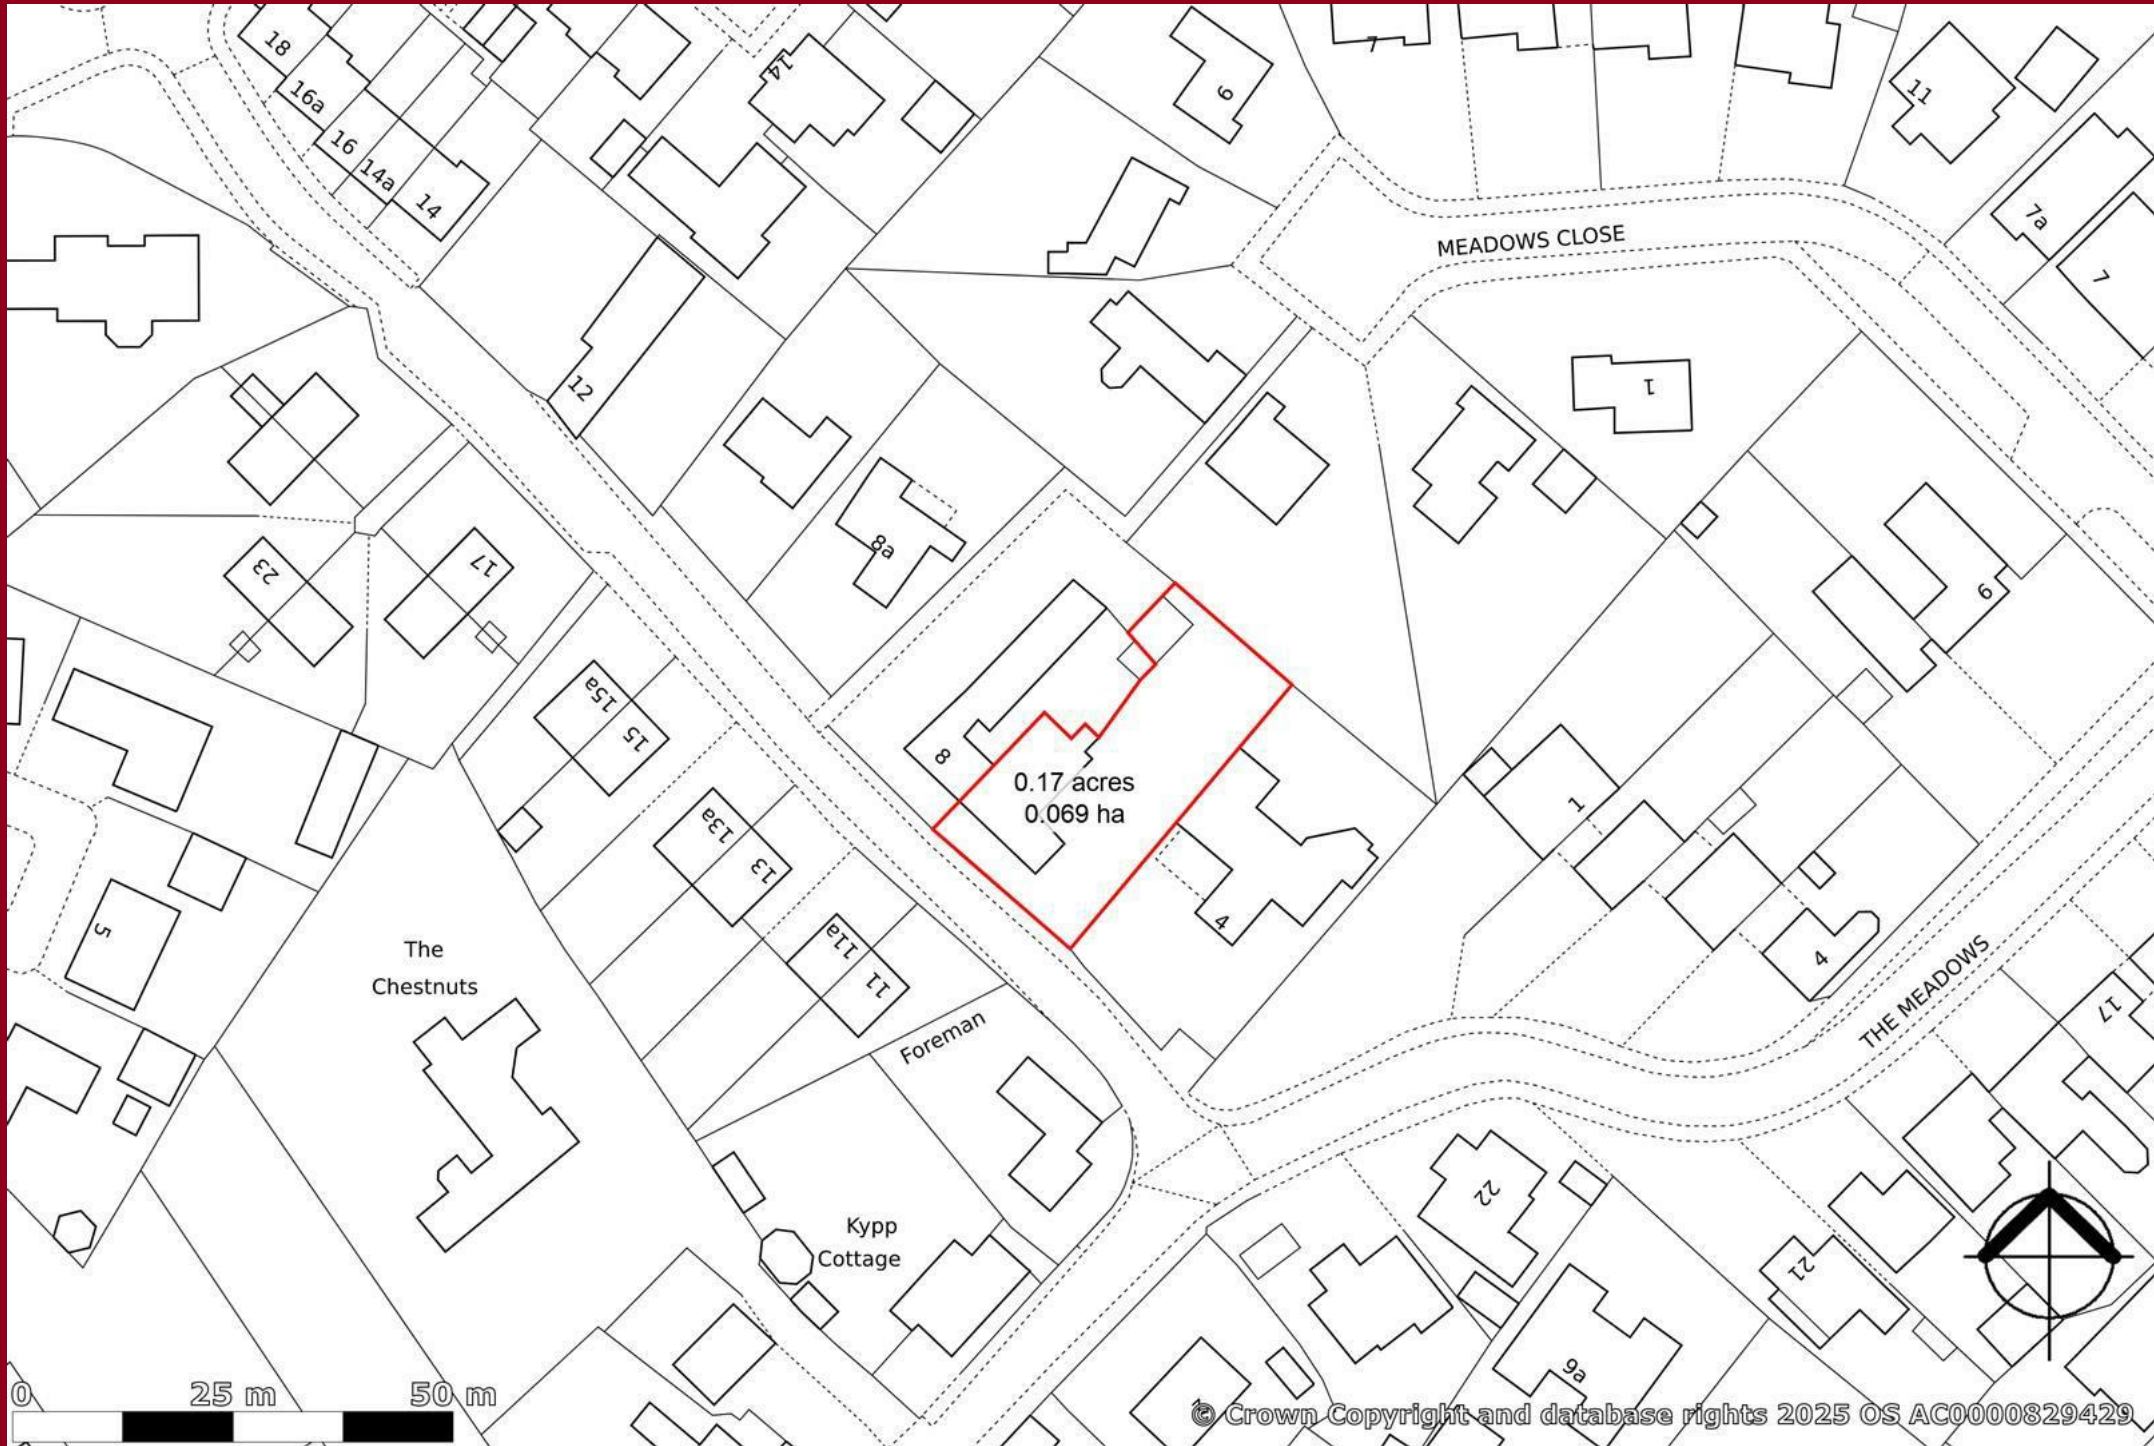 18
16a
16
14a
14
14
9
7
11
7a
7
MEADOWS CLOSE
12
1
8a
23
17
6
15a
15
8
0.17 acres
0.069 ha
13a
13
1
5
The
Chestnuts
11a
11
4
4
THE MEADOWS
17
Foreman
22
Kypp
Cottage
21
9a
0
25 m
50 m
© Crown Copyright and database rights 2025 OS AC0000829429